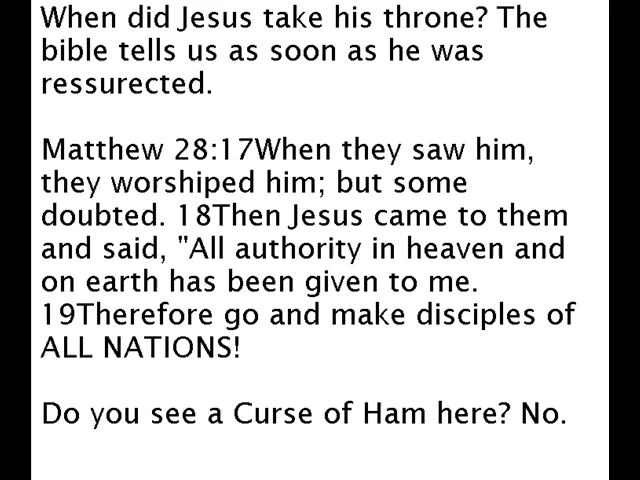 When did Jesus take his throne? The
bible tells us as soon as he was
ressurected.
Matthew 28:17When they saw him,
they worshiped him; but some
doubted. 18Then Jesus came to them
and said, "All authority in heaven and
on earth has been given to me.
19Therefore go and make disciples of
ALL NATIONS!
Do you see a Curse of Ham here? No.